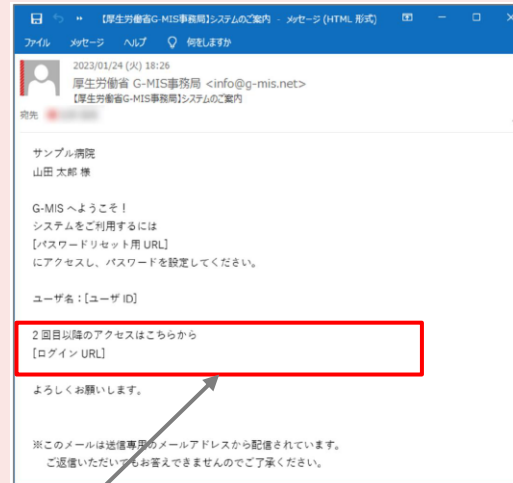 【厚生労働省G-MIS事務局】システムのご案内 - メッセージ (HTML 形式)
ファイル メッセージ ヘルプ 何をしますか
2023/01/24 (火) 18:26
厚生労働省 G-MIS事務局 <info@g-mis.net>
【厚生労働省G-MIS事務局】システムのご案内
宛先
サンプル病院
山田 太郎 様
G-MIS へようこそ！
システムをご利用するには
[パスワードリセット用 URL]
にアクセスし、パスワードを設定してください。
ユーザ名：[ユーザ ID]
2 回目以降のアクセスはこちらから
[ログイン URL]
よろしくお願いします。
※このメールは送信専用のメールアドレスから配信されています。
ご返信いただいてもお答えできませんのでご了承ください。